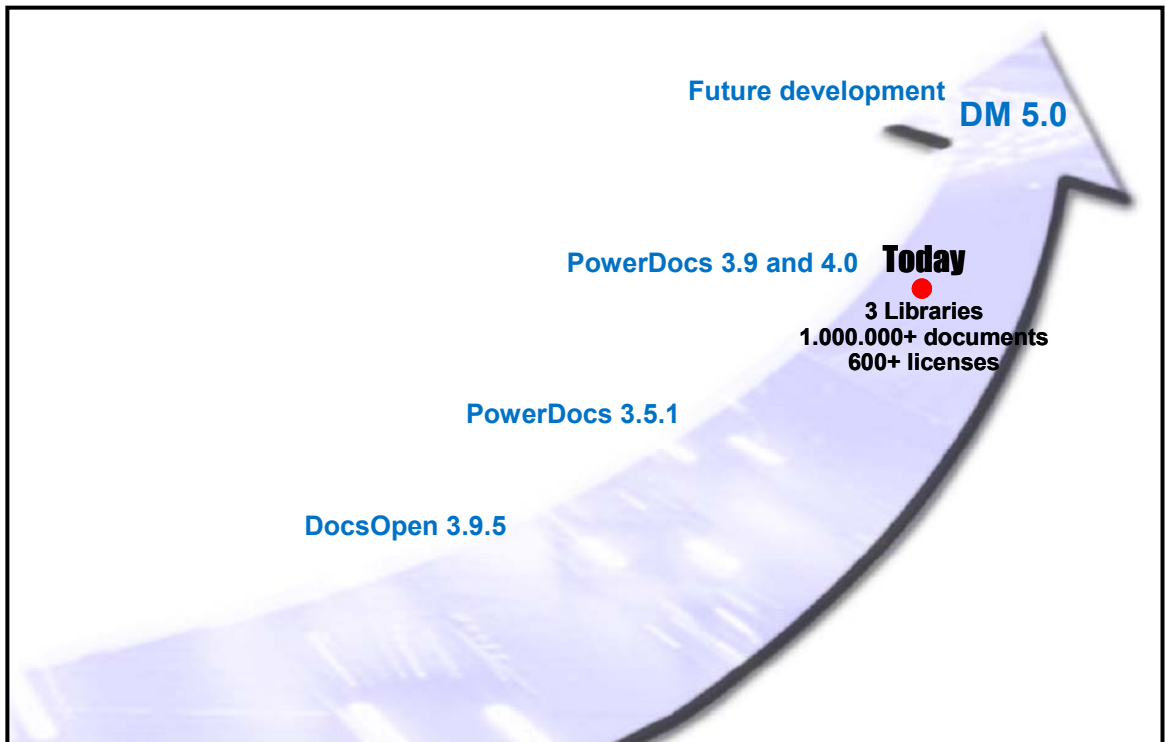 Future development
DM 5.0
PowerDocs 3.9 and 4.0
Today
3 Libraries
1.000.000+ documents
600+ licenses
PowerDocs 3.5.1
DocsOpen 3.9.5